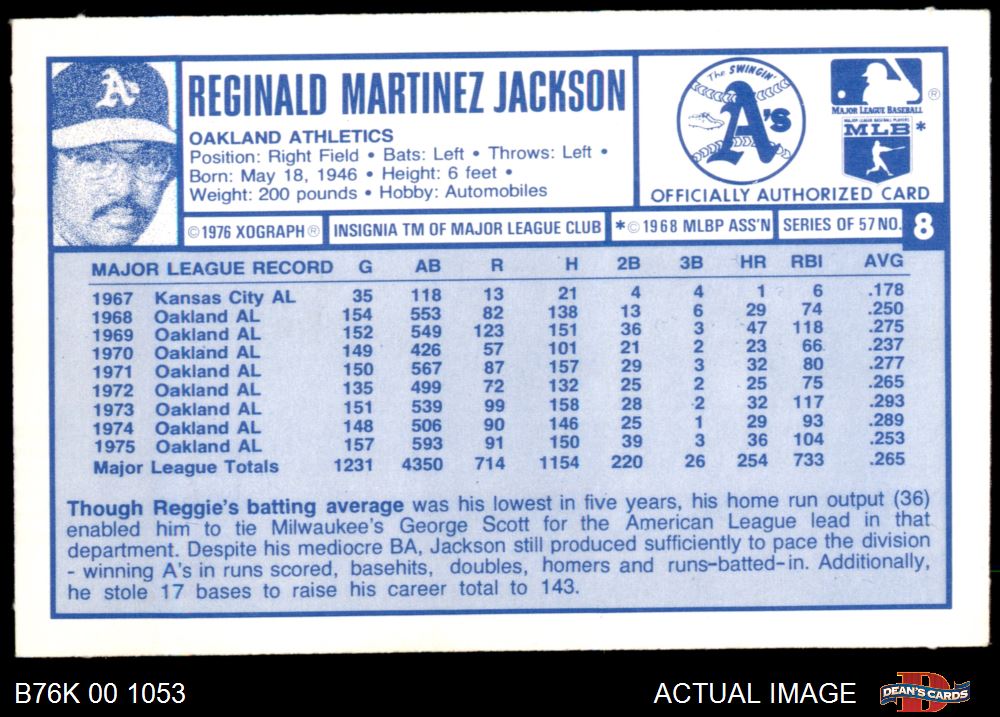 REGINALD MARTINEZ JACKSON
OAKLAND ATHLETICS
Position: Right Field • Bats: Left • Throws: Left •
Born: May 18, 1946 • Height: 6 feet •
Weight: 200 pounds • Hobby: Automobiles
A's
The SWINGIN'
A's
MAJOR LEAGUE BASEBALL ®
MAJOR LEAGUE BASEBALL PLAYERS
MLB *
OFFICIALLY AUTHORIZED CARD
© 1976 XOGRAPH ® INSIGNIA TM OF MAJOR LEAGUE CLUB *© 1968 MLBP ASS'N SERIES OF 57 NO. 8
MAJOR LEAGUE RECORD G AB R H 2B 3B HR RBI AVG
1967 Kansas City AL 35 118 13 21 4 4 1 6 .178
1968 Oakland AL 154 553 82 138 13 6 29 74 .250
1969 Oakland AL 152 549 123 151 36 3 47 118 .275
1970 Oakland AL 149 426 57 101 21 2 23 66 .237
1971 Oakland AL 150 567 87 157 29 3 32 80 .277
1972 Oakland AL 135 499 72 132 25 2 25 75 .265
1973 Oakland AL 151 539 99 158 28 2 32 117 .293
1974 Oakland AL 148 506 90 146 25 1 29 93 .289
1975 Oakland AL 157 593 91 150 39 3 36 104 .253
Major League Totals 1231 4350 714 1154 220 26 254 733 .265
Though Reggie's batting average was his lowest in five years, his home run output (36)
enabled him to tie Milwaukee's George Scott for the American League lead in that
department. Despite his mediocre BA, Jackson still produced sufficiently to pace the division
- winning A's in runs scored, basehits, doubles, homers and runs-batted-in. Additionally,
he stole 17 bases to raise his career total to 143.
B76K 00 1053
ACTUAL IMAGE
DEAN'S CARDS